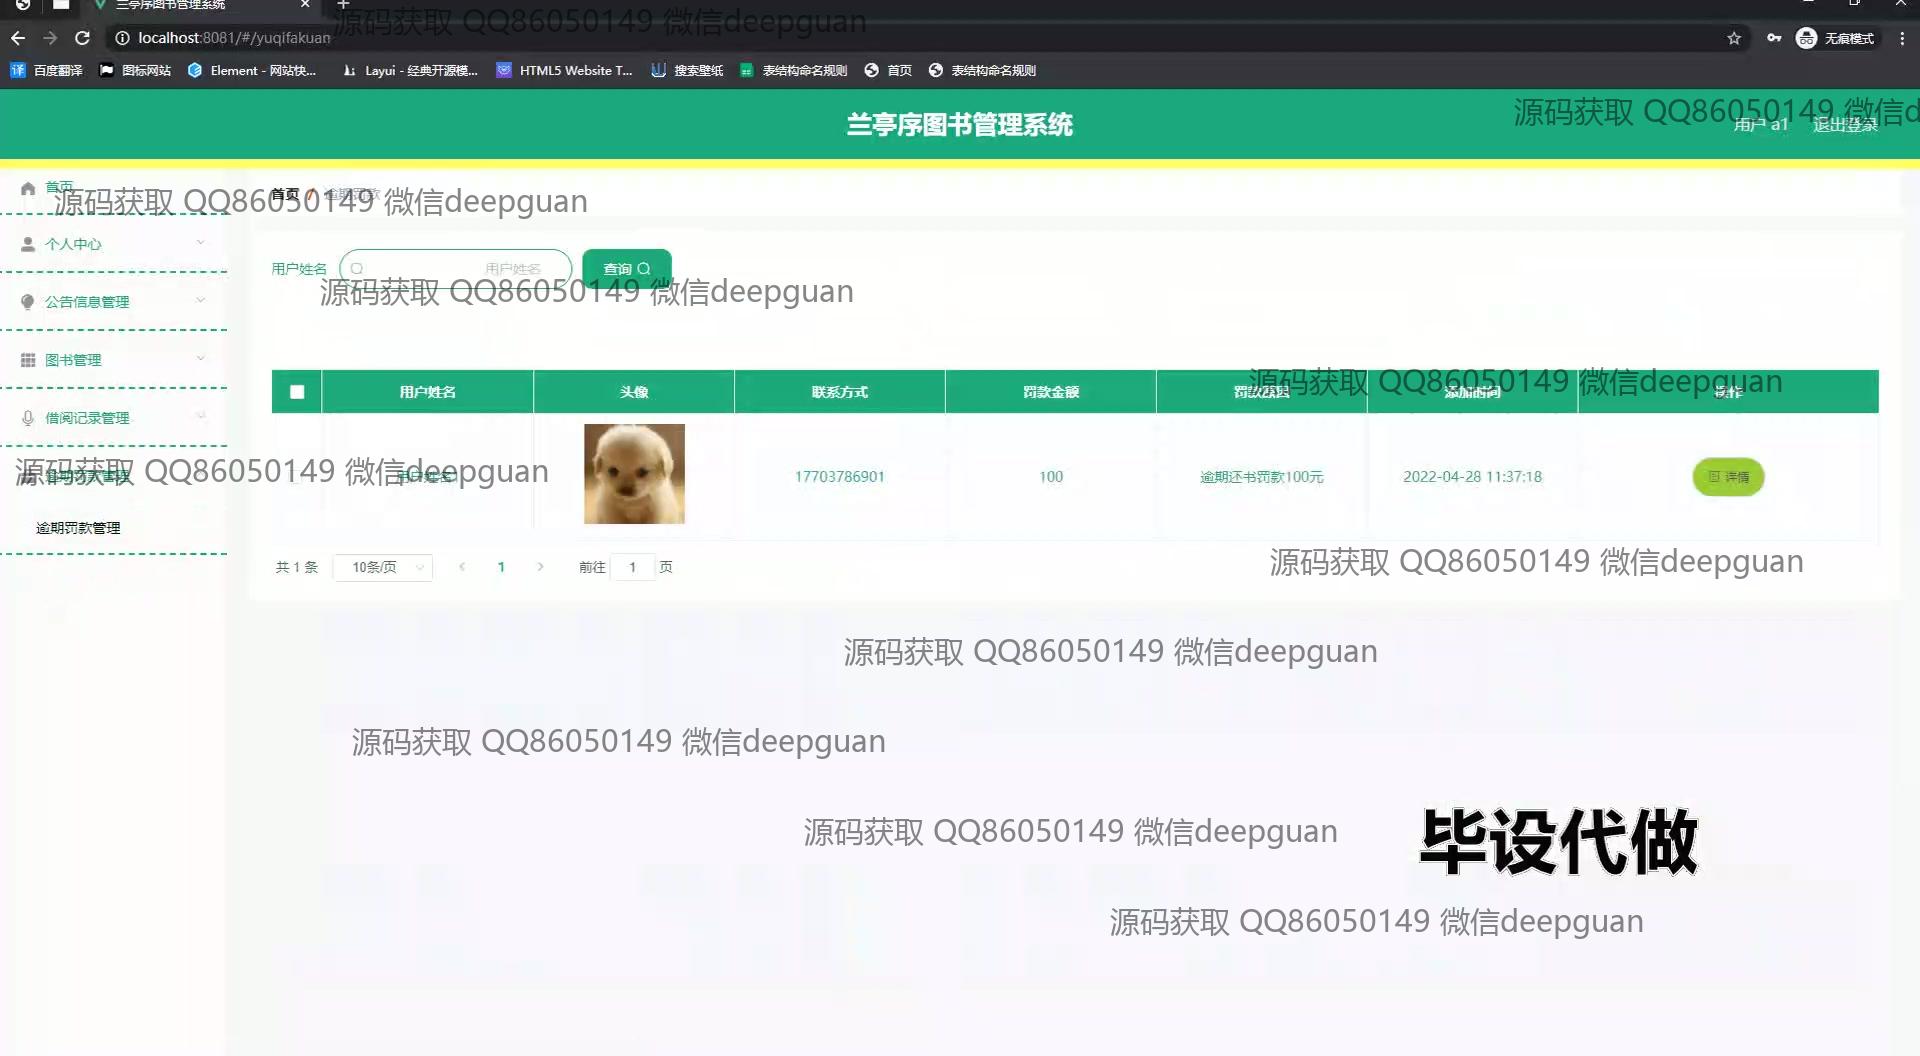 兰亭序图书管理系统
源码获取 QQ86050149 微信deepguan
localhost:8081/#/yuqifakuan
无痕模式
百度翻译 图标网站 Element - 网站快... Layui - 经典开源模... HTML5 Website T... 搜索壁纸 表结构命名规则 首页 表结构命名规则
兰亭序图书管理系统
源码获取 QQ86050149 微信d
用户 a1 退出登录
首页
首页 / 逾期罚款
源码获取 QQ86050149 微信deepguan
个人中心
用户姓名 用户姓名 查询
源码获取 QQ86050149 微信deepguan
公告信息管理
图书管理
源码获取 QQ86050149 微信deepguan
用户姓名 头像 联系方式 罚款金额 罚款原因 添加时间 操作
借阅记录管理
源码获取 QQ86050149 微信deepguan
逾期罚款管理
用户姓名1 17703786901 100 逾期还书罚款100元 2022-04-28 11:37:18 详情
逾期罚款管理
共 1 条 10条/页 1 前往 1 页
源码获取 QQ86050149 微信deepguan
源码获取 QQ86050149 微信deepguan
源码获取 QQ86050149 微信deepguan
源码获取 QQ86050149 微信deepguan
毕设代做
源码获取 QQ86050149 微信deepguan